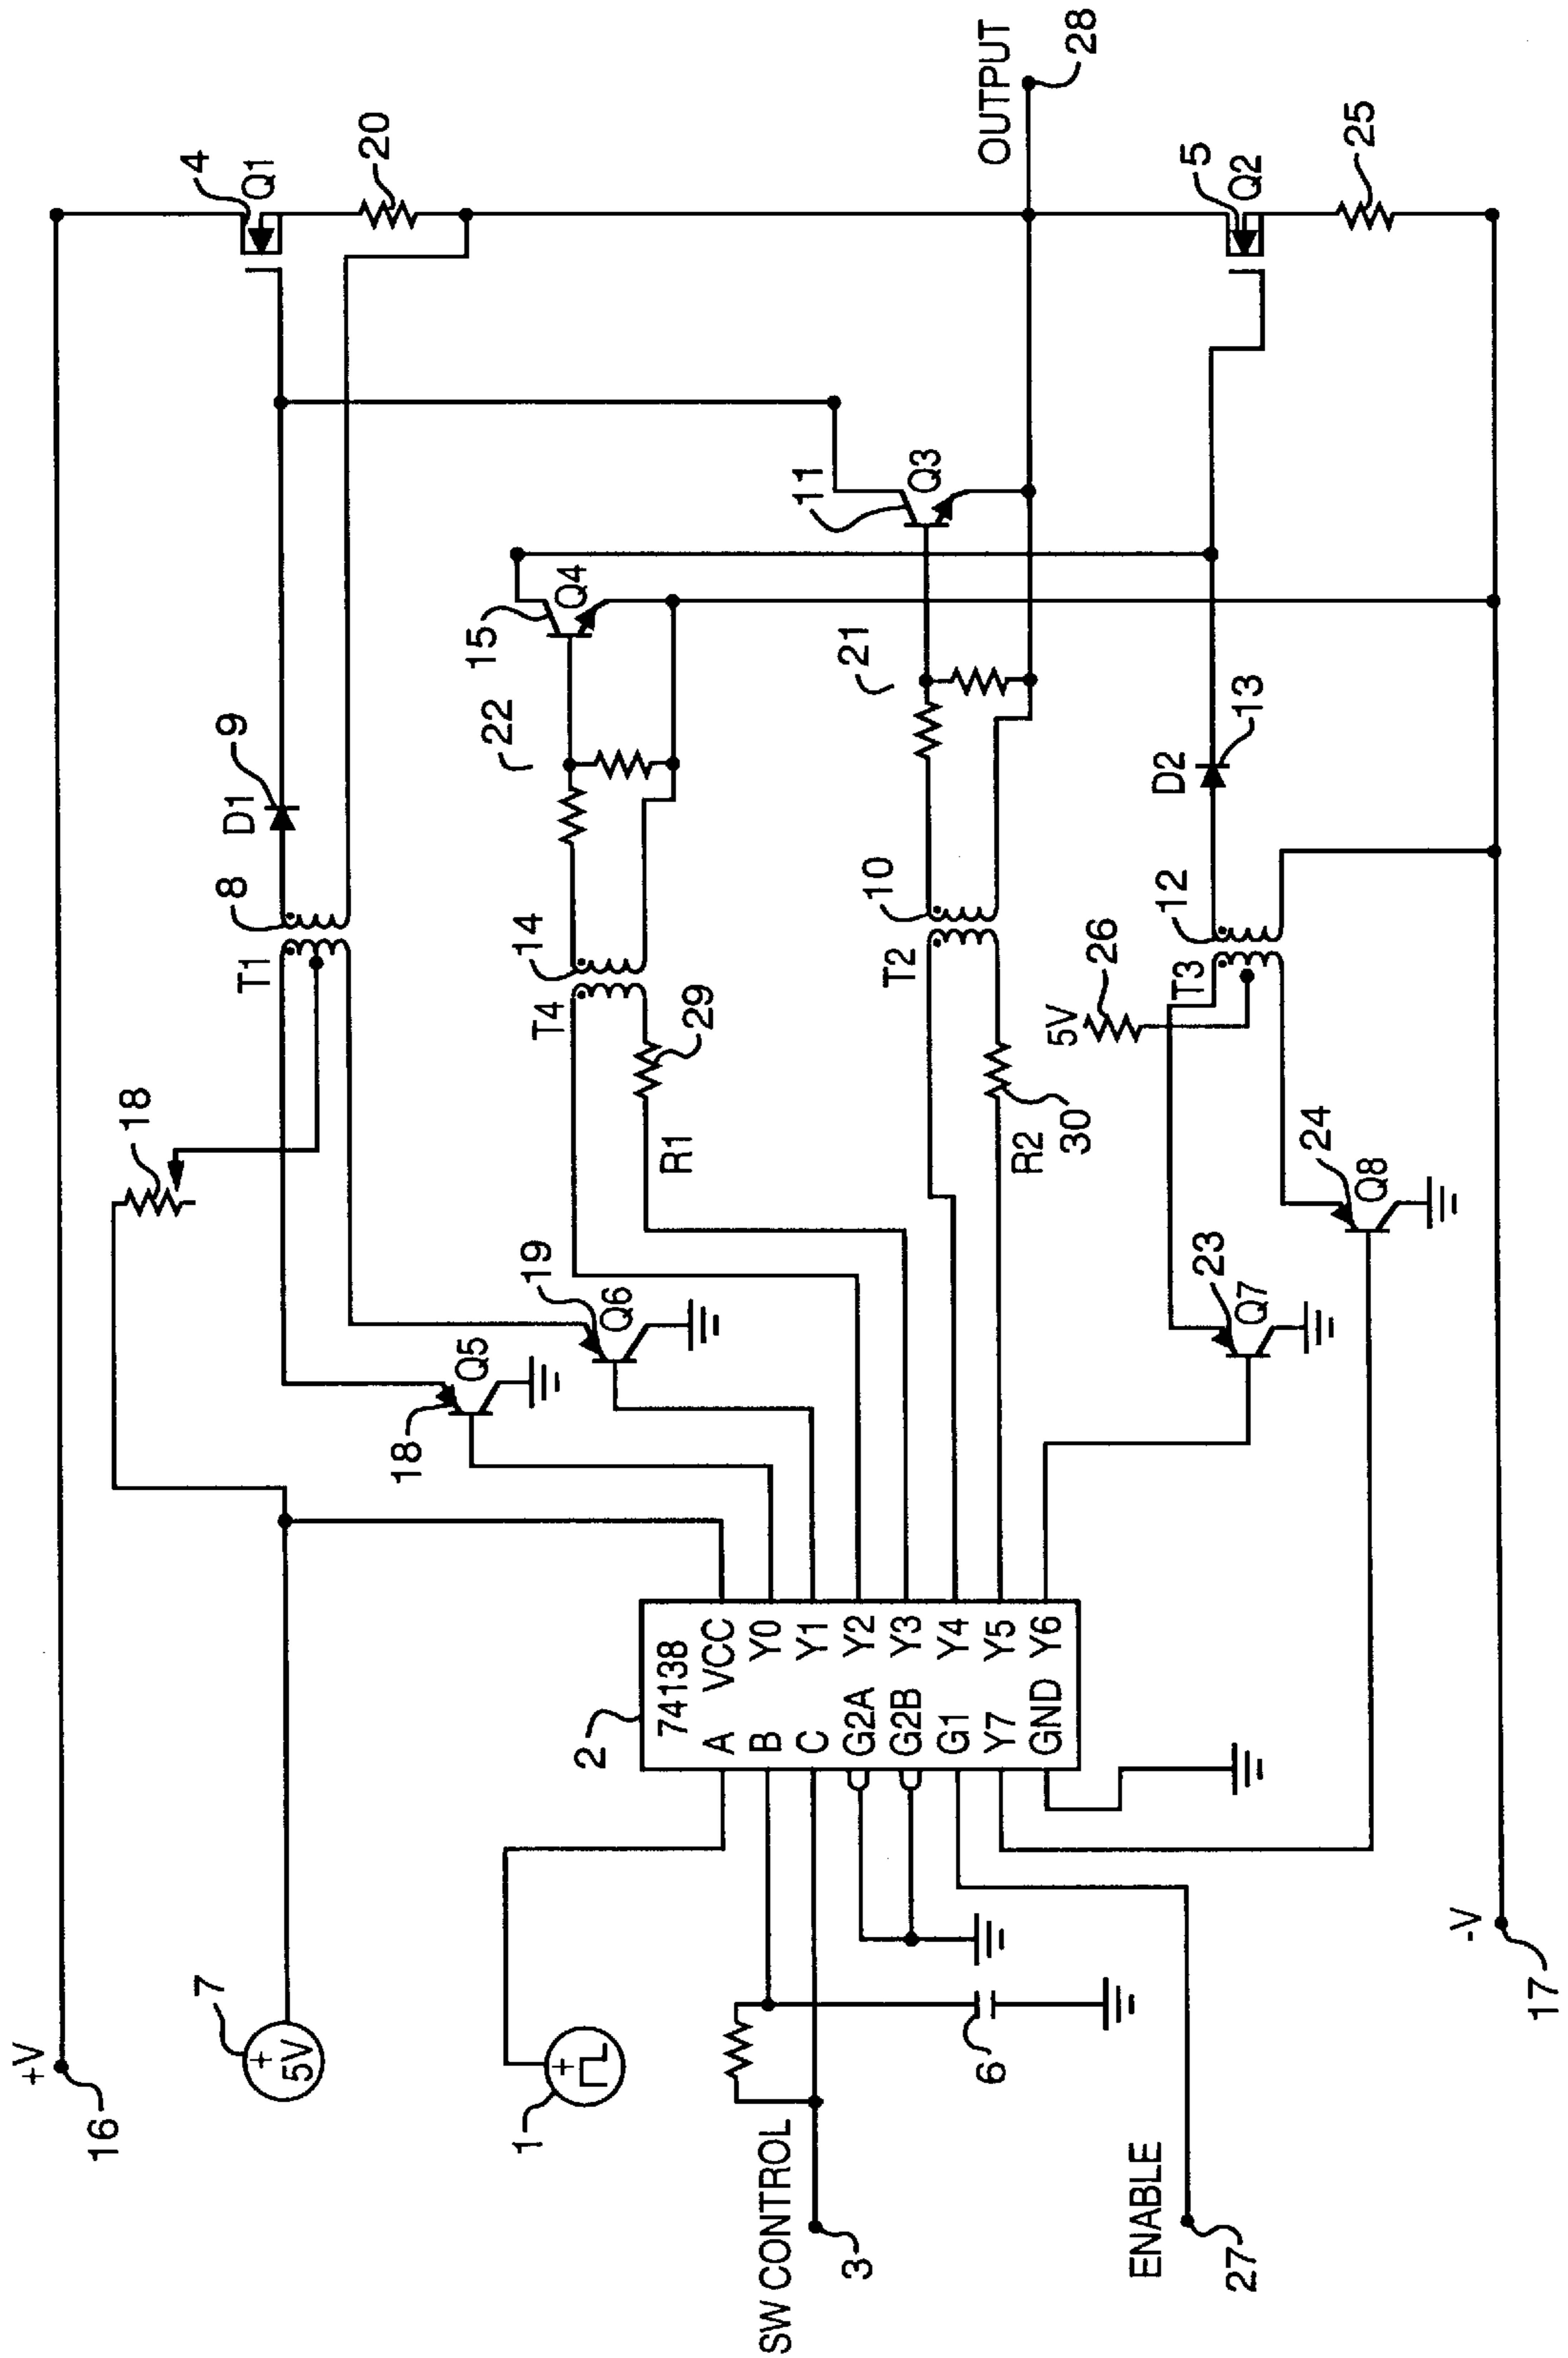 +V
16
7
+
5V
1
+
SW CONTROL
3
6
ENABLE
27
-V
17
2
74138
A VCC
B Y0
C Y1
G2A Y2
G2B Y3
G1 Y4
Y7 Y5
GND Y6
18
18
Q5
19
Q6
T1
8
D1
9
4
Q1
20
T4
14
29
R1
22
15
Q4
T2
10
R2
30
21
11
Q3
OUTPUT
28
5V
26
T3
12
D2
13
23
Q7
24
Q8
5
Q2
25